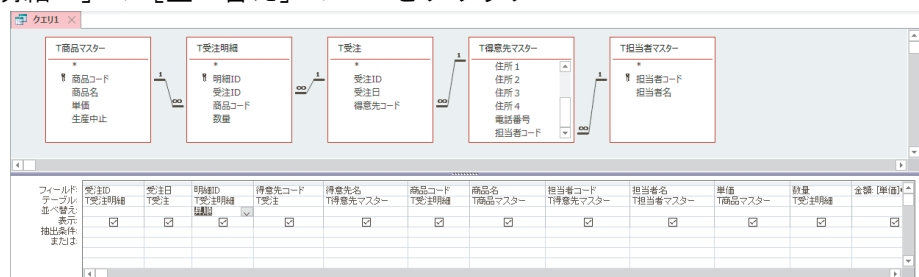 クエリ1
T商品マスター
*
商品コード
商品名
単価
生産中止
1
∞
T受注明細
*
明細ID
受注ID
商品コード
数量
∞
1
T受注
*
受注ID
受注日
得意先コード
∞
1
T得意先マスター
住所1
住所2
住所3
住所4
電話番号
担当者コード
∞
1
T担当者マスター
*
担当者コード
担当者名
フィールド: 受注ID 受注日 明細ID 得意先コード 得意先名 商品コード 商品名 担当者コード 担当者名 単価 数量 金額: [単価]
テーブル: T受注明細 T受注 T受注明細 T受注 T得意先マスター T受注明細 T商品マスター T得意先マスター T担当者マスター T商品マスター T受注明細
並べ替え: 昇順
表示:
抽出条件:
または: